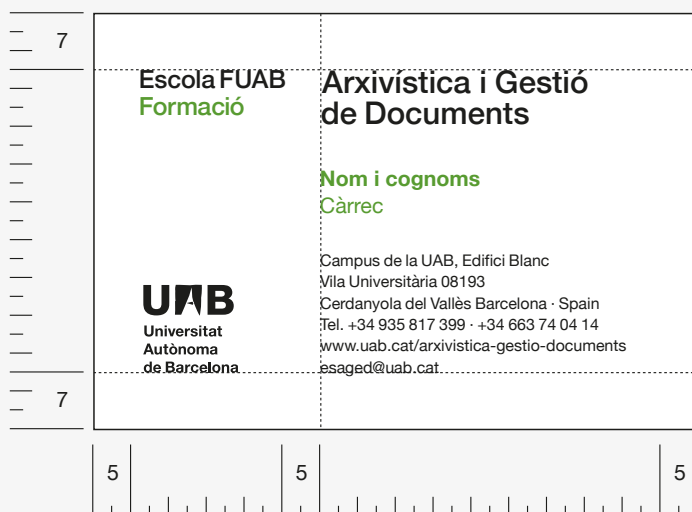 7
Escola FUAB
Formació
Arxivística i Gestió
de Documents
Nom i cognoms
Càrrec
Campus de la UAB, Edifici Blanc
Vila Universitària 08193
Cerdanyola del Vallès Barcelona · Spain
Tel. +34 935 817 399 · +34 663 74 04 14
www.uab.cat/arxivistica-gestio-documents
esaged@uab.cat
UAB
Universitat
Autònoma
de Barcelona
7
5
5
5